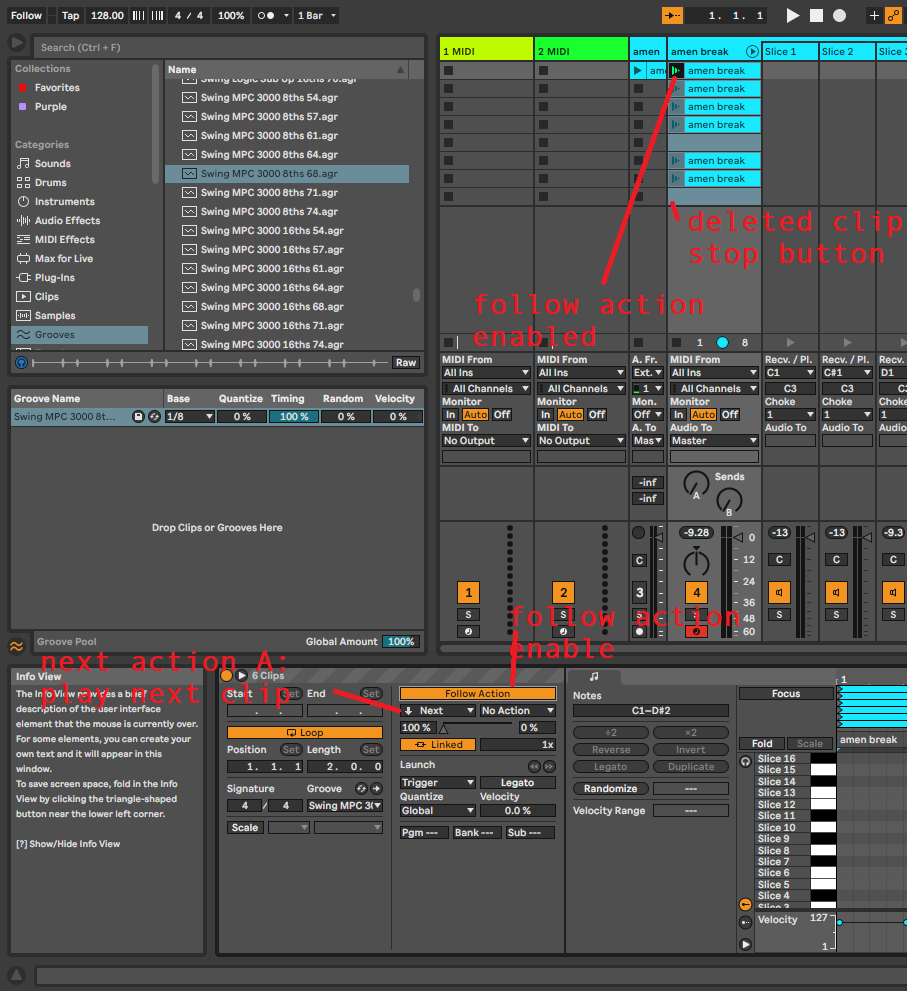 Follow Tap 128.00 4 / 4 100% 1 Bar 1. 1. 1
Search (Ctrl + F)
Collections
Favorites
Purple
Categories
Sounds
Drums
Instruments
Audio Effects
MIDI Effects
Max for Live
Plug-Ins
Clips
Samples
Grooves
Name
Swing MPC 3000 8ths 54.agr
Swing MPC 3000 8ths 57.agr
Swing MPC 3000 8ths 61.agr
Swing MPC 3000 8ths 64.agr
Swing MPC 3000 8ths 68.agr
Swing MPC 3000 8ths 71.agr
Swing MPC 3000 8ths 74.agr
Swing MPC 3000 16ths 54.agr
Swing MPC 3000 16ths 57.agr
Swing MPC 3000 16ths 61.agr
Swing MPC 3000 16ths 64.agr
Swing MPC 3000 16ths 68.agr
Swing MPC 3000 16ths 71.agr
Swing MPC 3000 16ths 74.agr
Raw
1 MIDI 2 MIDI amen amen break Slice 1 Slice 2 Slice 3
am amen break
amen break
amen break
amen break
amen break
amen break
deleted clip
stop button
follow action
enabled
1 8
MIDI From MIDI From A. Fr. MIDI From Recv. / Pl. Recv. / Pl. Recv.
All Ins All Ins Ext. All Ins C1 C#1 D1
All Channels All Channels 1 All Channels C3 C3 C3
Monitor Monitor Mon. Monitor Choke Choke Choke
In Auto Off In Auto Off Off In Auto Off 1 1 1
MIDI To MIDI To A. To Audio To Audio To Audio To Audio
No Output No Output Mas Master
-inf Sends
-inf A B
-9.28 -13 -13 -9.3
0
12
24
36
48
60
C C C C
1 2 3 4
S S S S S S S
Groove Name Base Quantize Timing Random Velocity
Swing MPC 3000 8t... 1/8 0 % 100 % 0 % 0 %
Drop Clips or Grooves Here
Groove Pool Global Amount 100%
follow action
enable
next action A:
play next clip
Info View
The Info View provides a brief
description of the user interface
element that the mouse is currently over.
For some elements, you can create your
own text and it will appear in this
window.
To save screen space, fold in the Info
View by clicking the triangle-shaped
button near the lower left corner.
[?] Show/Hide Info View
6 Clips
Start Set End Set
Loop
Position Set Length Set
1. 1. 1 2. 0. 0
Signature Groove
4 / 4 Swing MPC 3(
Scale
Follow Action
Next No Action
100 % 0 %
Linked 1x
Launch
Trigger Legato
Quantize Velocity
Global 0.0 %
Pgm --- Bank --- Sub ---
Notes
C1–D#2
÷2 ×2
Reverse Invert
Legato Duplicate
Randomize ---
Velocity Range ---
Focus
1
Fold Scale amen break
Slice 16
Slice 15
Slice 14
Slice 13
Slice 12
Slice 11
Slice 10
Slice 9
Slice 8
Slice 7
Slice 6
Slice 5
Slice 4
Slice 3
Velocity 127
1